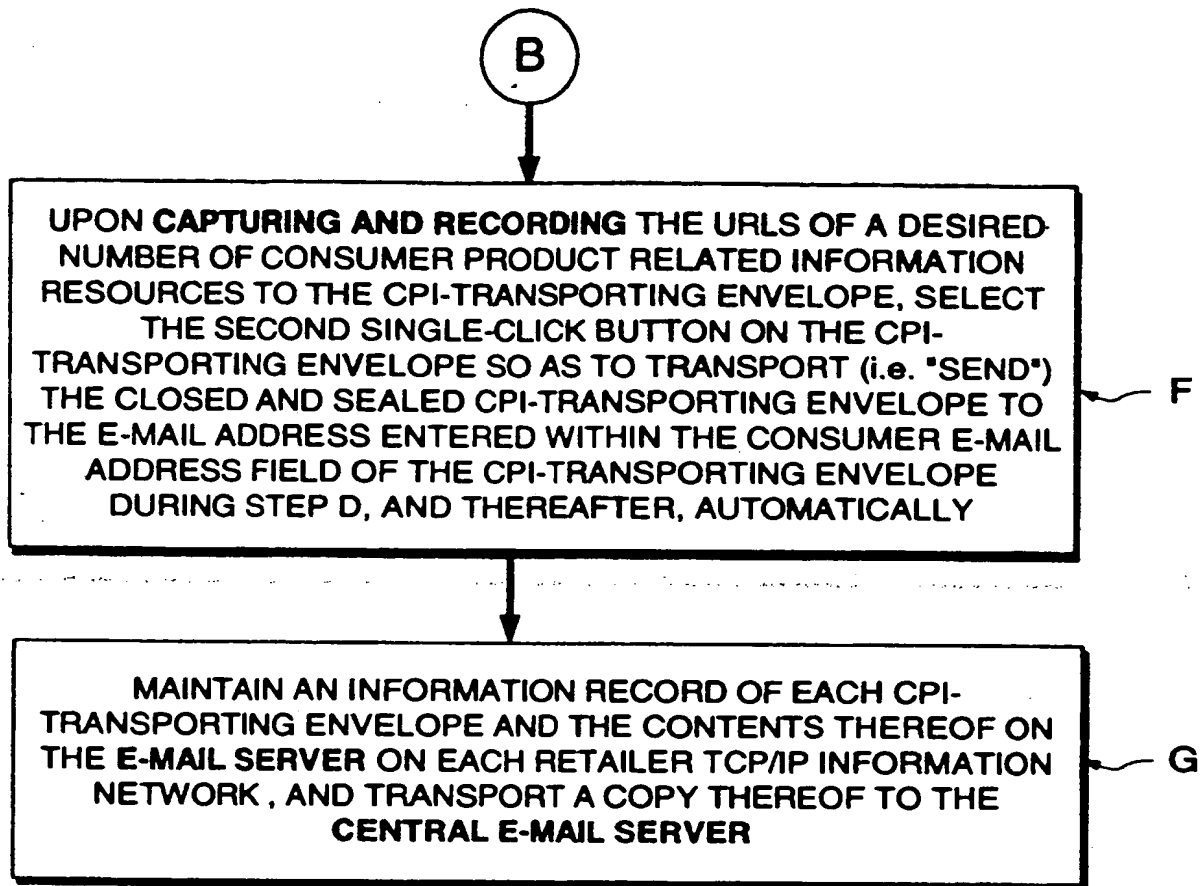 B
UPON CAPTURING AND RECORDING THE URLS OF A DESIRED
NUMBER OF CONSUMER PRODUCT RELATED INFORMATION
RESOURCES TO THE CPI-TRANSPORTING ENVELOPE, SELECT
THE SECOND SINGLE-CLICK BUTTON ON THE CPI-
TRANSPORTING ENVELOPE SO AS TO TRANSPORT (i.e. "SEND")
THE CLOSED AND SEALED CPI-TRANSPORTING ENVELOPE TO
THE E-MAIL ADDRESS ENTERED WITHIN THE CONSUMER E-MAIL
ADDRESS FIELD OF THE CPI-TRANSPORTING ENVELOPE
DURING STEP D, AND THEREAFTER, AUTOMATICALLY
F
MAINTAIN AN INFORMATION RECORD OF EACH CPI-
TRANSPORTING ENVELOPE AND THE CONTENTS THEREOF ON
THE E-MAIL SERVER ON EACH RETAILER TCP/IP INFORMATION
NETWORK, AND TRANSPORT A COPY THEREOF TO THE
CENTRAL E-MAIL SERVER
G